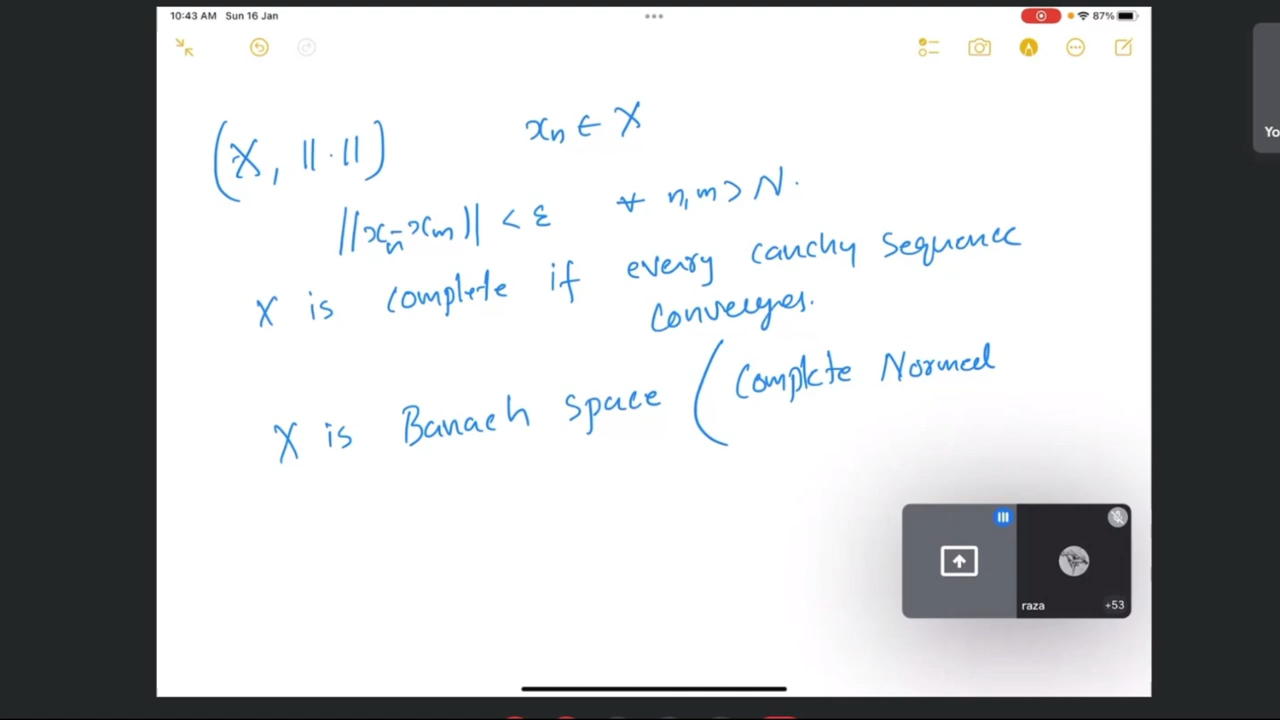 10:43 AM Sun 16 Jan
87%
(X, ||·||) xₙ ∈ X
||xₙ-xₘ)|| < ε ∀ n,m > N.
X is complete if every cauchy sequence
converges.
X is Banach space (Complete Normed
raza +53
Yo